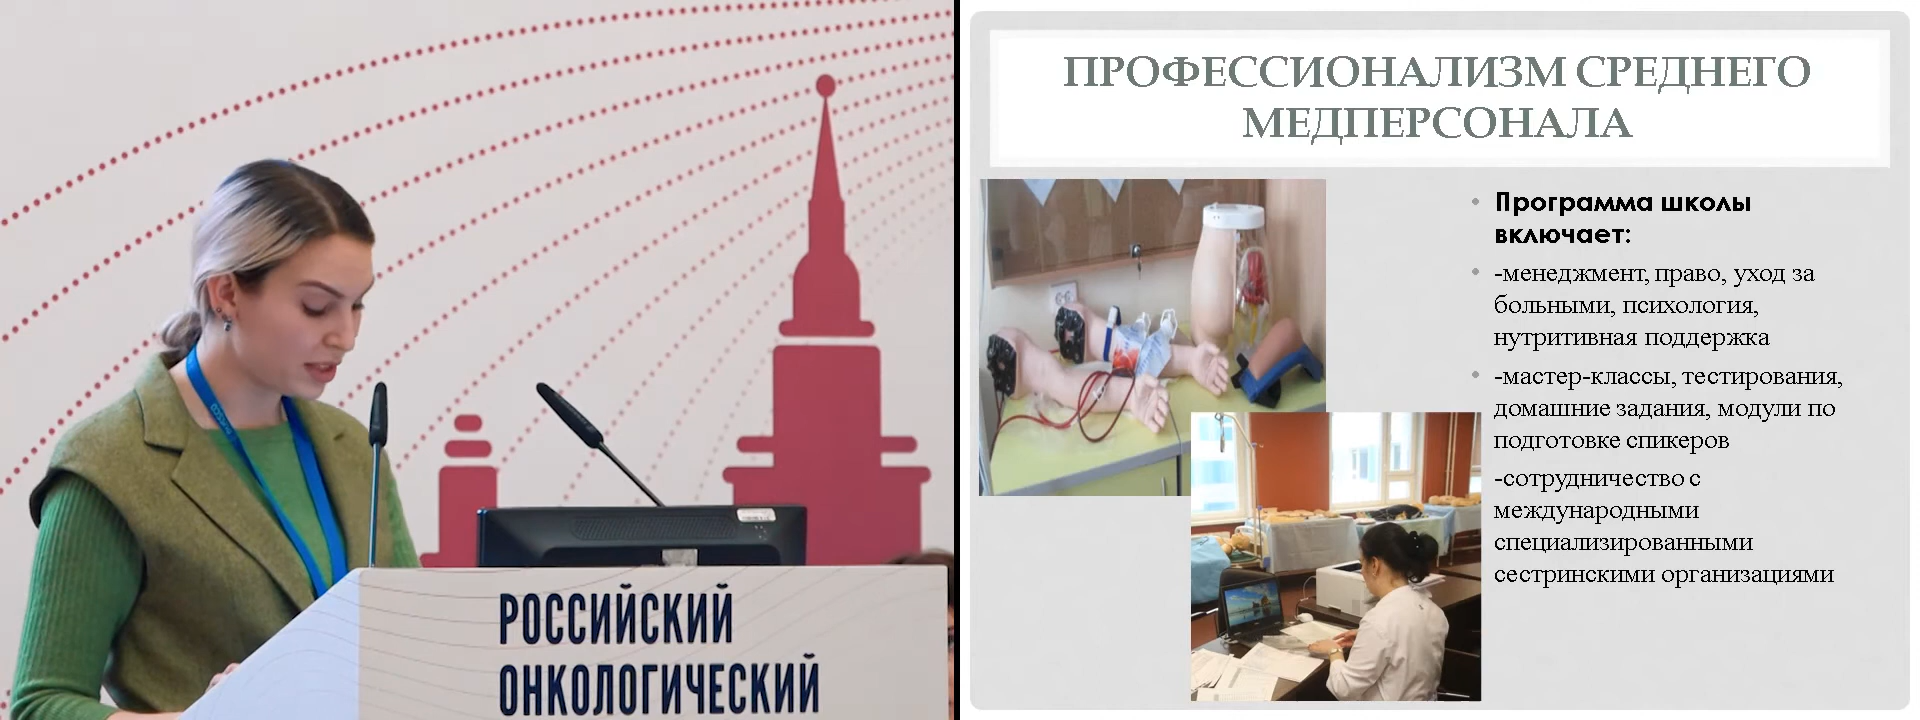 РОССИЙСКИЙ
ОНКОЛОГИЧЕСКИЙ
ПРОФЕССИОНАЛИЗМ СРЕДНЕГО
МЕДПЕРСОНАЛА
• Программа школы
включает:
• -менеджмент, право, уход за
больными, психология,
нутритивная поддержка
• -мастер-классы, тестирования,
домашние задания, модули по
подготовке спикеров
-сотрудничество с
международными
специализированными
сестринскими организациями